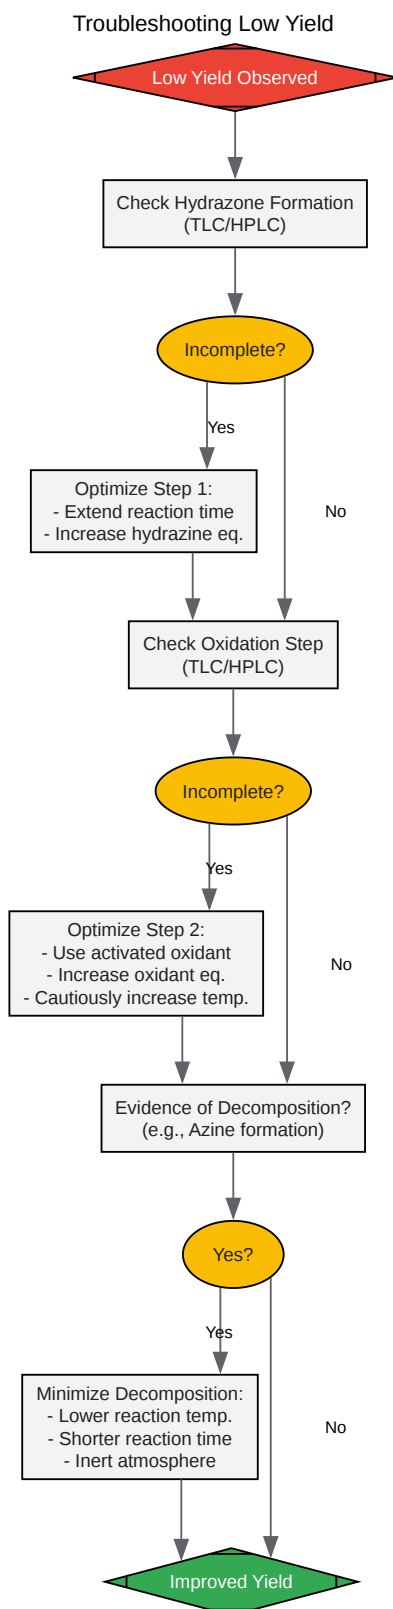 Troubleshooting Low Yield
Low Yield Observed
Check Hydrazone Formation
(TLC/HPLC)
Incomplete?
Yes
Optimize Step 1:
- Extend reaction time
- Increase hydrazine eq.
No
Check Oxidation Step
(TLC/HPLC)
Incomplete?
Yes
Optimize Step 2:
- Use activated oxidant
- Increase oxidant eq.
- Cautiously increase temp.
No
Evidence of Decomposition?
(e.g., Azine formation)
Yes?
Yes
Minimize Decomposition:
- Lower reaction temp.
- Shorter reaction time
- Inert atmosphere
No
Improved Yield